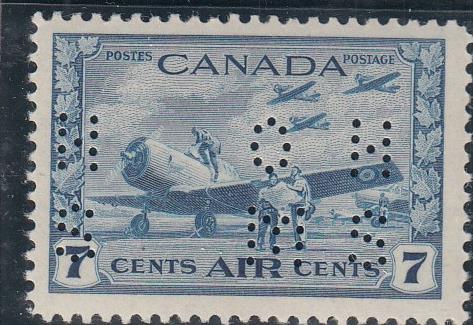 POSTES POSTAGE
CANADA
O H
M S
7 CENTS AIR CENTS 7